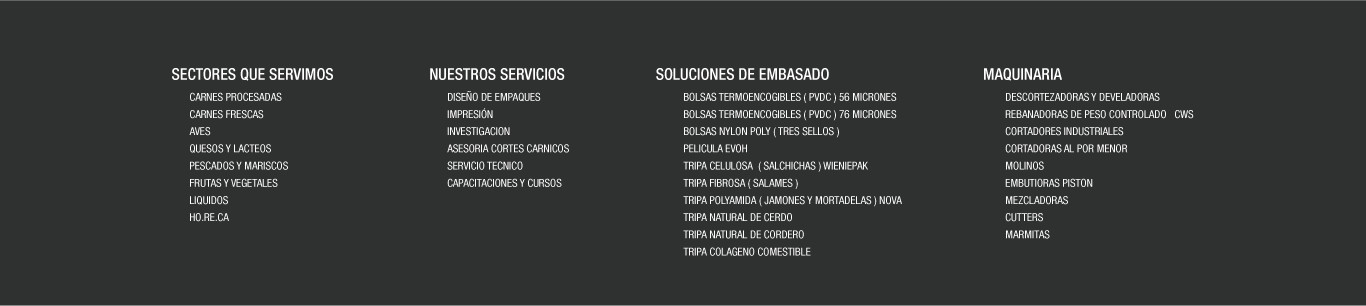 SECTORES QUE SERVIMOS
CARNES PROCESADAS
CARNES FRESCAS
AVES
QUESOS Y LACTEOS
PESCADOS Y MARISCOS
FRUTAS Y VEGETALES
LIQUIDOS
HO.RE.CA
NUESTROS SERVICIOS
DISEÑO DE EMPAQUES
IMPRESIÓN
INVESTIGACION
ASESORIA CORTES CARNICOS
SERVICIO TECNICO
CAPACITACIONES Y CURSOS
SOLUCIONES DE EMBASADO
BOLSAS TERMOENCOGIBLES ( PVDC ) 56 MICRONES
BOLSAS TERMOENCOGIBLES ( PVDC ) 76 MICRONES
BOLSAS NYLON POLY ( TRES SELLOS )
PELICULA EVOH
TRIPA CELULOSA ( SALCHICHAS ) WIENIEPAK
TRIPA FIBROSA ( SALAMES )
TRIPA POLYAMIDA ( JAMONES Y MORTADELAS ) NOVA
TRIPA NATURAL DE CERDO
TRIPA NATURAL DE CORDERO
TRIPA COLAGENO COMESTIBLE
MAQUINARIA
DESCORTEZADORAS Y DEVELADORAS
REBANADORAS DE PESO CONTROLADO CWS
CORTADORES INDUSTRIALES
CORTADORAS AL POR MENOR
MOLINOS
EMBUTIORAS PISTON
MEZCLADORAS
CUTTERS
MARMITAS